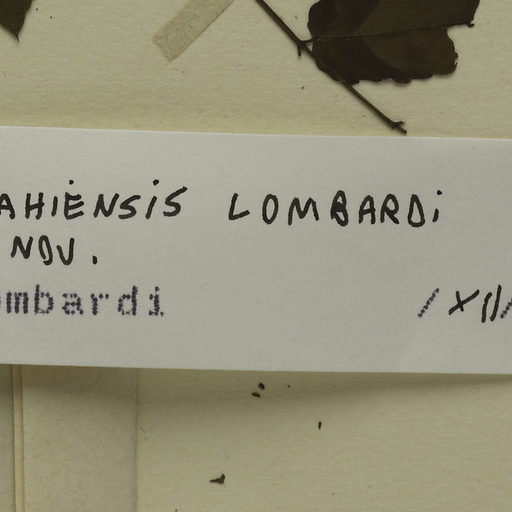 AHIENSIS LOMBARDI
NOV.
ombardi /XII/